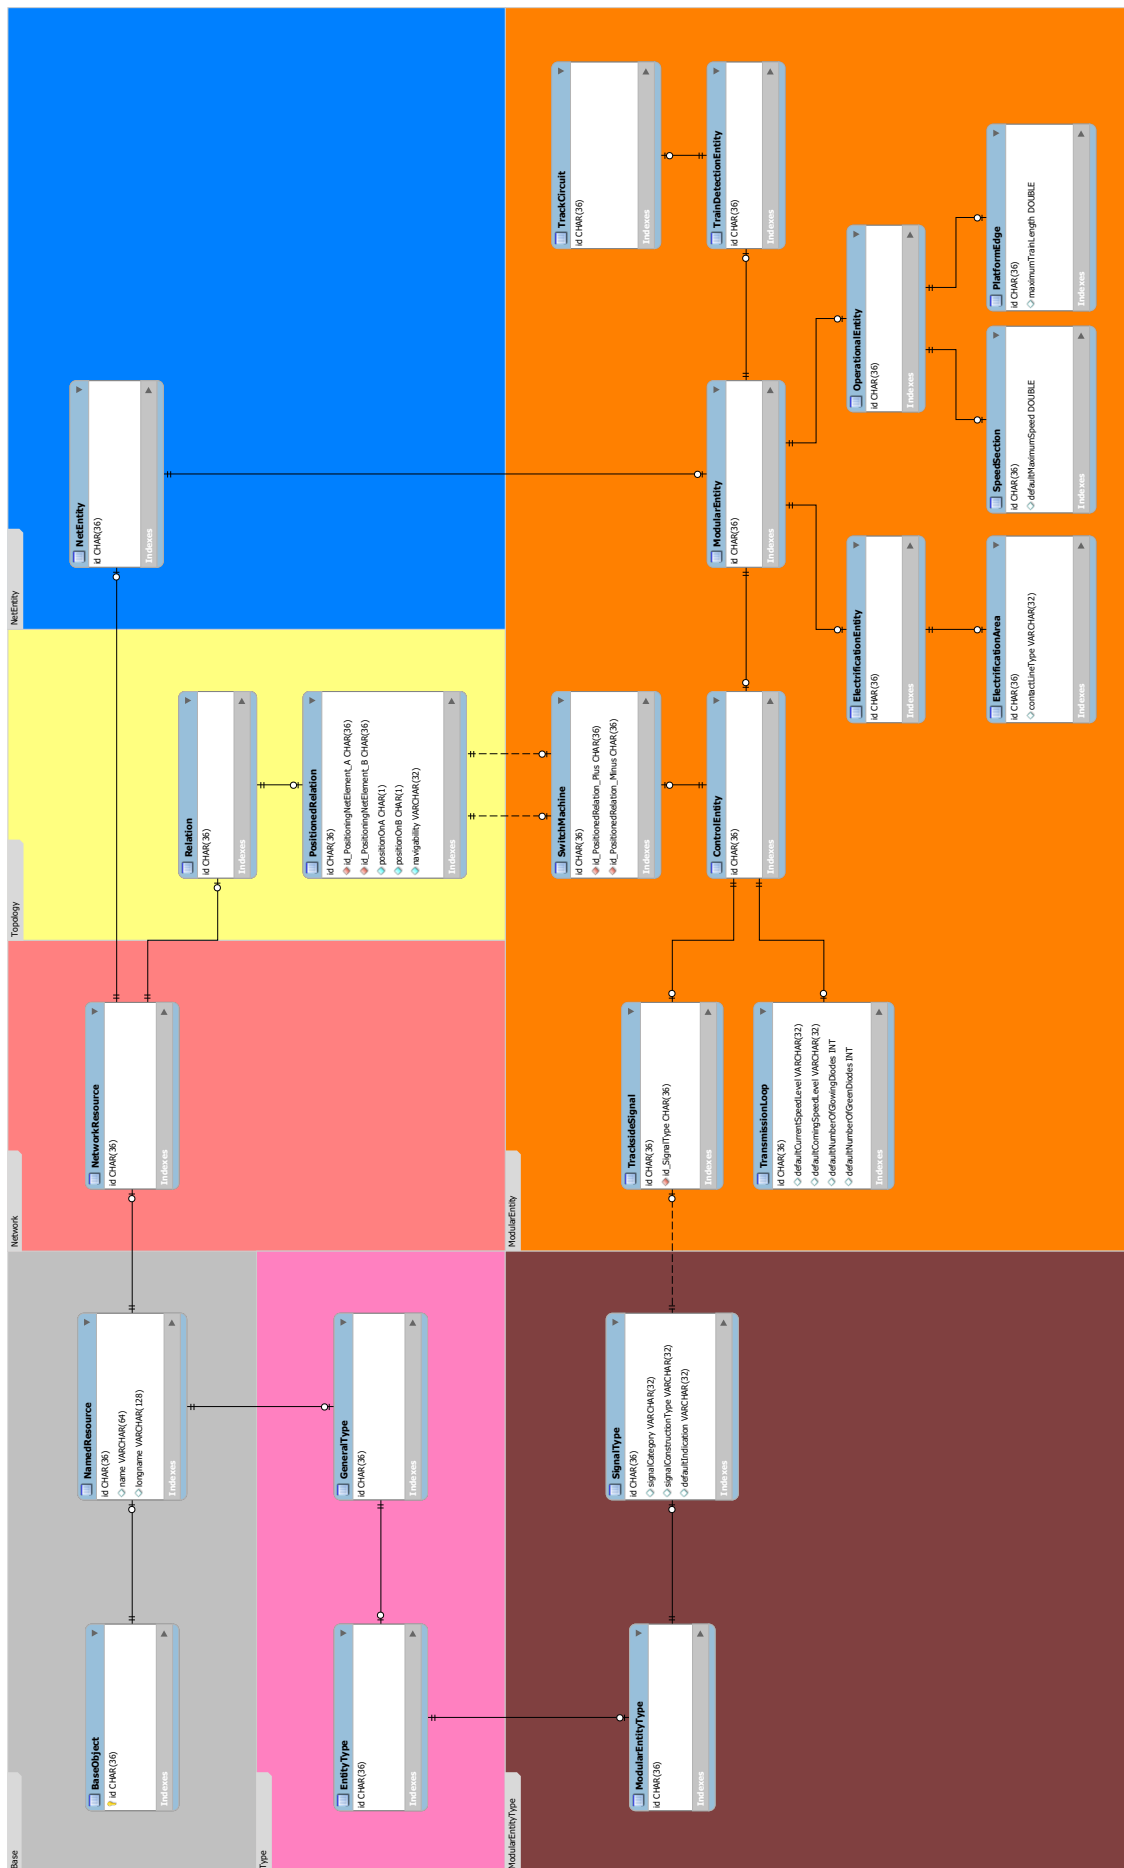 Base
BaseObject
id CHAR(36)
Indexes
NamedResource
id CHAR(36)
name VARCHAR(64)
longname VARCHAR(128)
Indexes
Type
EntityType
id CHAR(36)
Indexes
GeneralType
id CHAR(36)
Indexes
ModularEntityType
ModularEntityType
id CHAR(36)
Indexes
SignalType
id CHAR(36)
signalCategory VARCHAR(32)
signalConstructionType VARCHAR(32)
defaultIndication VARCHAR(32)
Indexes
Network
NetworkResource
id CHAR(36)
Indexes
Topology
Relation
id CHAR(36)
Indexes
PositionedRelation
id CHAR(36)
id_PositioningNetElement_A CHAR(36)
id_PositioningNetElement_B CHAR(36)
positionOnA CHAR(1)
positionOnB CHAR(1)
navigability VARCHAR(32)
Indexes
NetEntity
NetEntity
id CHAR(36)
Indexes
ModularEntity
TracksideSignal
id CHAR(36)
id_SignalType CHAR(36)
Indexes
TransmissionLoop
id CHAR(36)
defaultCurrentSpeedLevel VARCHAR(32)
defaultComingSpeedLevel VARCHAR(32)
defaultNumberOfGlowingDiodes INT
defaultNumberOfGreenDiodes INT
Indexes
SwitchMachine
id CHAR(36)
id_PositionedRelation_Plus CHAR(36)
id_PositionedRelation_Minus CHAR(36)
Indexes
ControlEntity
id CHAR(36)
Indexes
ModularEntity
id CHAR(36)
Indexes
TrackCircuit
id CHAR(36)
Indexes
TrainDetectionEntity
id CHAR(36)
Indexes
ElectrificationEntity
id CHAR(36)
Indexes
OperationalEntity
id CHAR(36)
Indexes
ElectrificationArea
id CHAR(36)
contactLineType VARCHAR(32)
Indexes
SpeedSection
id CHAR(36)
defaultMaximumSpeed DOUBLE
Indexes
PlatformEdge
id CHAR(36)
maximumTrainLength DOUBLE
Indexes